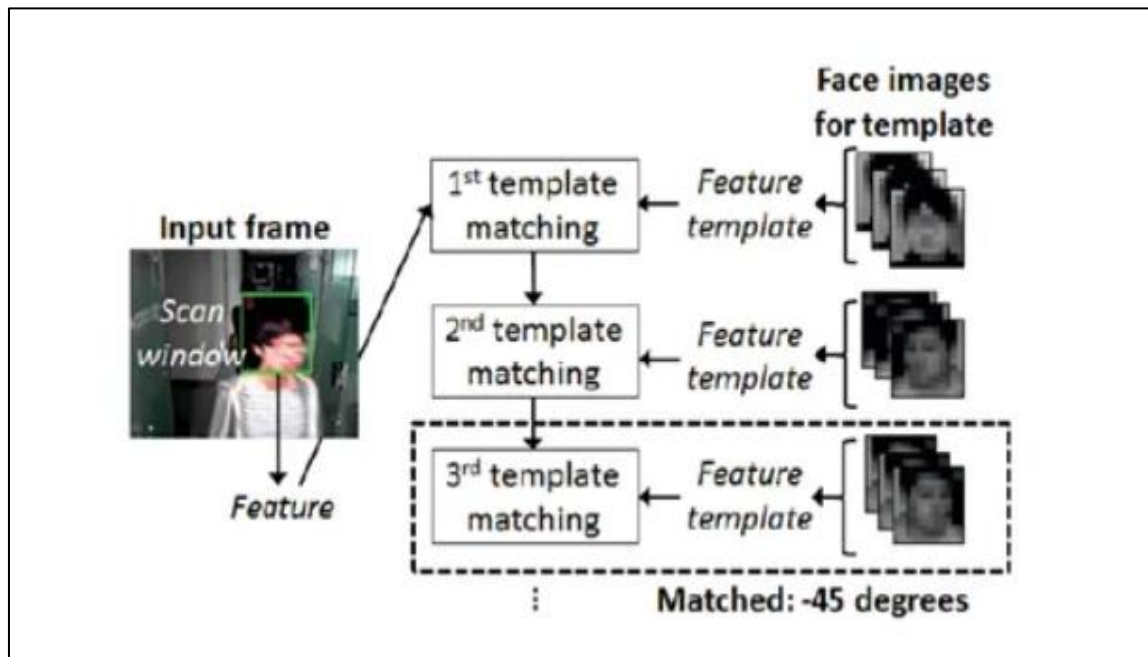 Face images
for template
1st template
matching
Feature
template
Input frame
Scan
window
2nd template
matching
Feature
template
Feature
3rd template
matching
Feature
template
⋮
Matched: -45 degrees